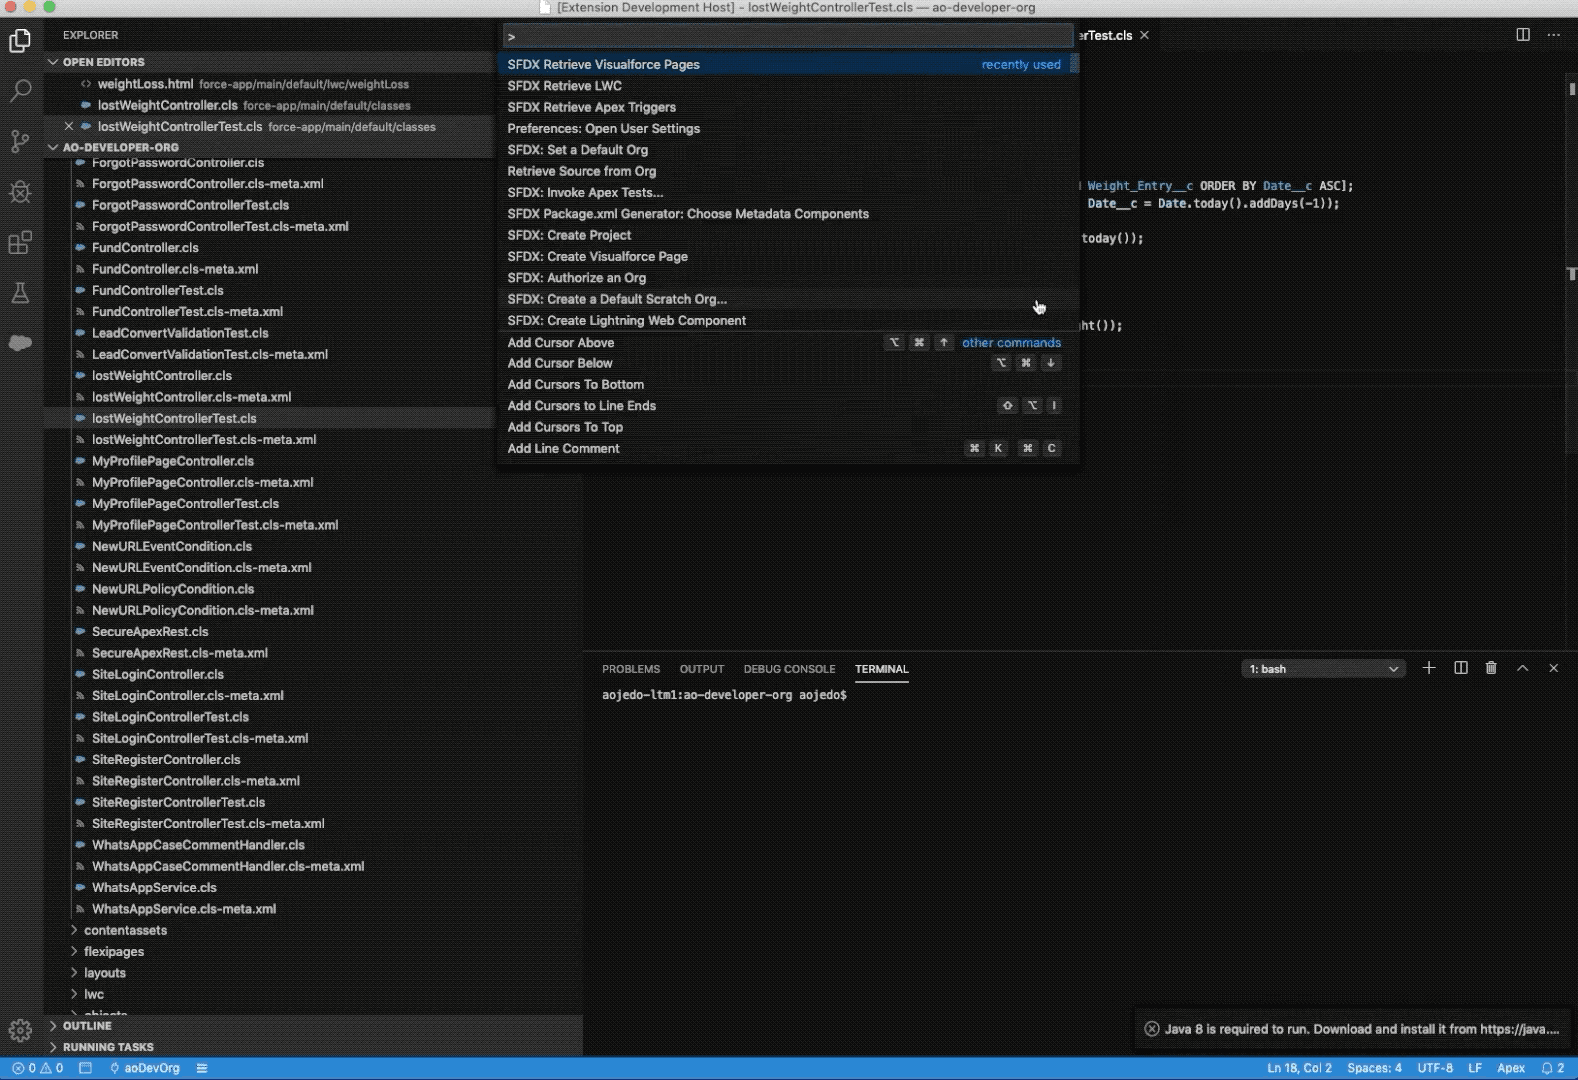 [Extension Development Host] - lostWeightControllerTest.cls — ao-developer-org
EXPLORER
OPEN EDITORS
weightLoss.html force-app/main/default/lwc/weightLoss
lostWeightController.cls force-app/main/default/classes
lostWeightControllerTest.cls force-app/main/default/classes
AO-DEVELOPER-ORG
ForgotPasswordController.cls
ForgotPasswordController.cls-meta.xml
ForgotPasswordControllerTest.cls
ForgotPasswordControllerTest.cls-meta.xml
FundController.cls
FundController.cls-meta.xml
FundControllerTest.cls
FundControllerTest.cls-meta.xml
LeadConvertValidationTest.cls
LeadConvertValidationTest.cls-meta.xml
lostWeightController.cls
lostWeightController.cls-meta.xml
lostWeightControllerTest.cls
lostWeightControllerTest.cls-meta.xml
MyProfilePageController.cls
MyProfilePageController.cls-meta.xml
MyProfilePageControllerTest.cls
MyProfilePageControllerTest.cls-meta.xml
NewURLEventCondition.cls
NewURLEventCondition.cls-meta.xml
NewURLPolicyCondition.cls
NewURLPolicyCondition.cls-meta.xml
SecureApexRest.cls
SecureApexRest.cls-meta.xml
SiteLoginController.cls
SiteLoginController.cls-meta.xml
SiteLoginControllerTest.cls
SiteLoginControllerTest.cls-meta.xml
SiteRegisterController.cls
SiteRegisterController.cls-meta.xml
SiteRegisterControllerTest.cls
SiteRegisterControllerTest.cls-meta.xml
WhatsAppCaseCommentHandler.cls
WhatsAppCaseCommentHandler.cls-meta.xml
WhatsAppService.cls
WhatsAppService.cls-meta.xml
contentassets
flexipages
layouts
lwc
objects
OUTLINE
RUNNING TASKS
>
SFDX Retrieve Visualforce Pages recently used
SFDX Retrieve LWC
SFDX Retrieve Apex Triggers
Preferences: Open User Settings
SFDX: Set a Default Org
Retrieve Source from Org
SFDX: Invoke Apex Tests...
SFDX Package.xml Generator: Choose Metadata Components
SFDX: Create Project
SFDX: Create Visualforce Page
SFDX: Authorize an Org
SFDX: Create a Default Scratch Org...
SFDX: Create Lightning Web Component
Add Cursor Above ⌥ ⌘ ↑ other commands
Add Cursor Below ⌥ ⌘ ↓
Add Cursors To Bottom
Add Cursors to Line Ends ⇧ ⌥ I
Add Cursors To Top
Add Line Comment ⌘ K ⌘ C
erTest.cls
Weight_Entry__c ORDER BY Date__c ASC];
Date__c = Date.today().addDays(-1));
today());
ht());
PROBLEMS OUTPUT DEBUG CONSOLE TERMINAL 1: bash
aojedo-ltm1:ao-developer-org aojedo$
Java 8 is required to run. Download and install it from https://java....
0 0 aoDevOrg Ln 18, Col 2 Spaces: 4 UTF-8 LF Apex 2